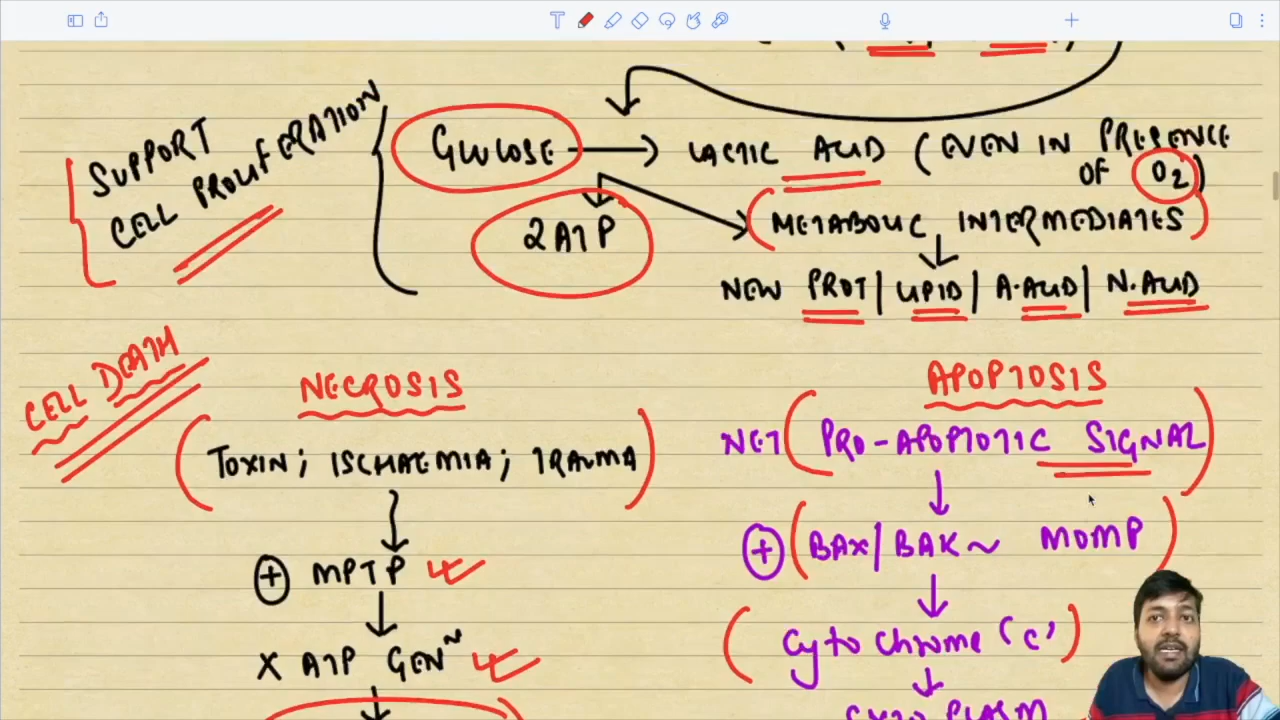 SUPPORT
CELL PROLIFERATION
GLUCOSE → LACTIC ACID (EVEN IN PRESENCE
OF O2)
2 ATP
METABOLIC INTERMEDIATES
NEW PROT | LIPID | A.ACID | N.ACID
CELL DEATH
NECROSIS
(TOXIN; ISCHAEMIA; TRAUMA)
⊕ MPTP
X ATP GENⁿ
APOPTOSIS
NET (PRO-APOPTOTIC SIGNAL)
⊕ (BAX/BAK ~ MOMP)
(Cytochrome 'c')
CYTOPLASM